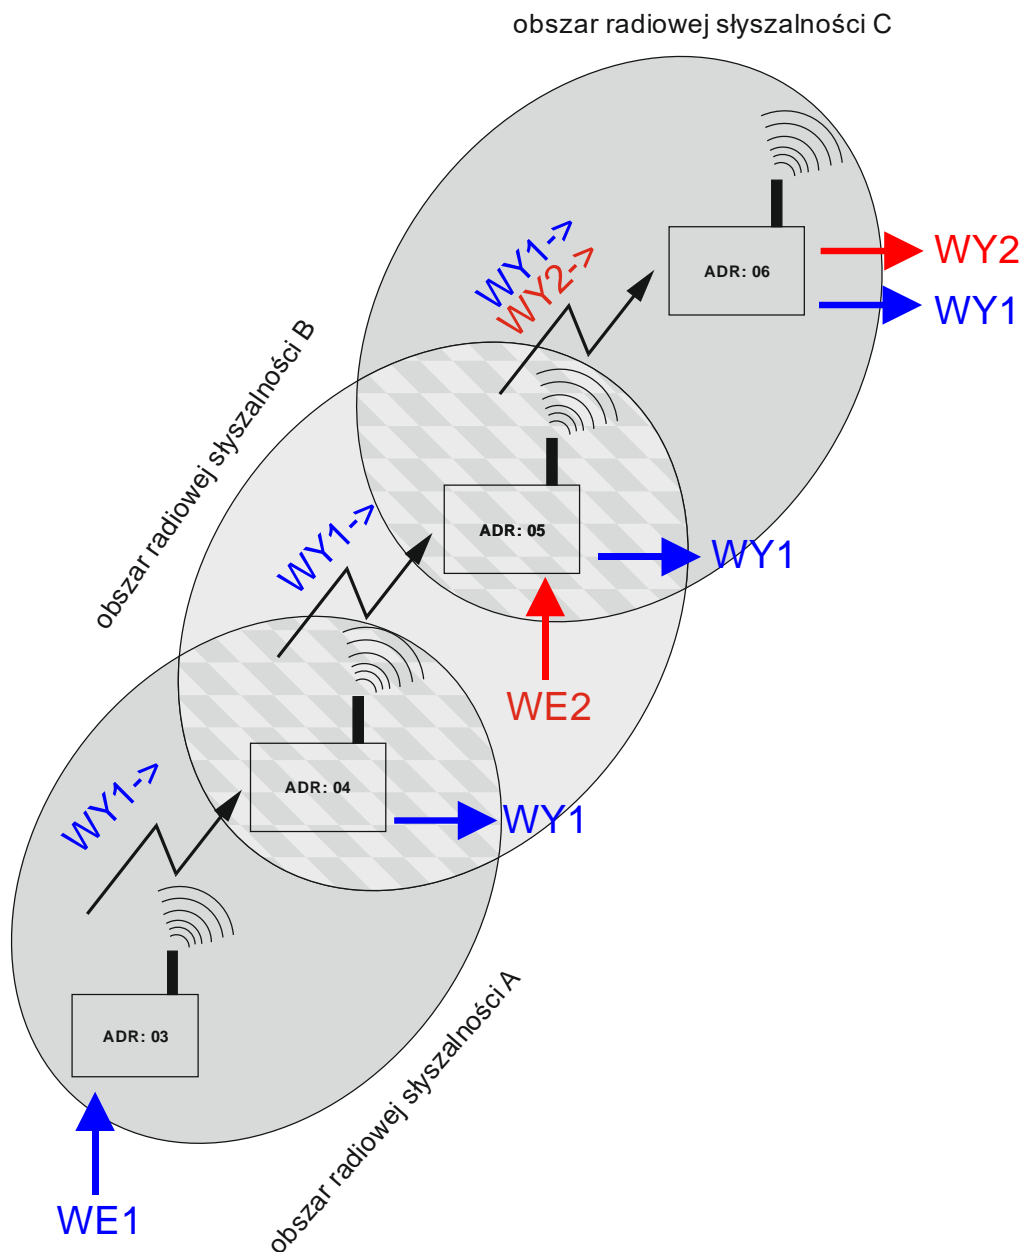 obszar radiowej słyszalności C
ADR: 06
WY2
WY1
WY1->
WY2->
obszar radiowej słyszalności B
ADR: 05
WY1->
WY1
WE2
ADR: 04
WY1->
WY1
ADR: 03
obszar radiowej słyszalności A
WE1